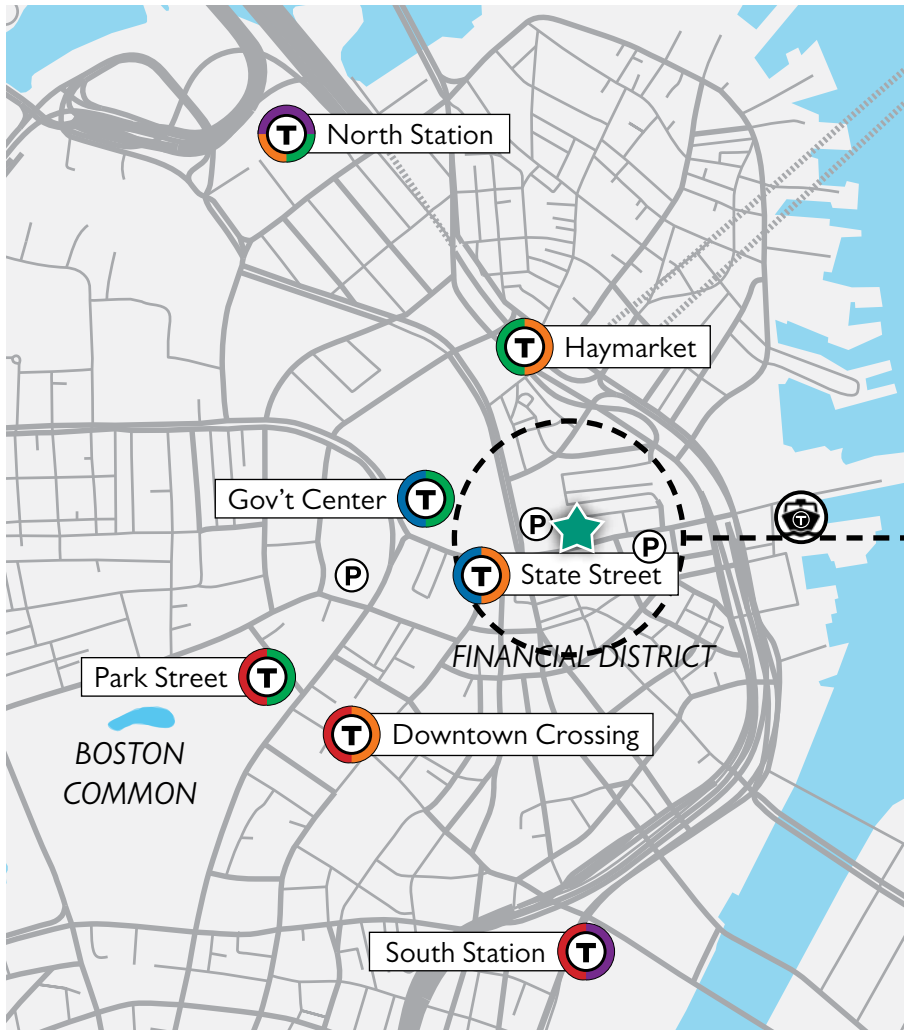 T North Station
T Haymarket
Gov't Center T
P
P
T State Street
P
FINANCIAL DISTRICT
Park Street T
T Downtown Crossing
BOSTON
COMMON
South Station T
T